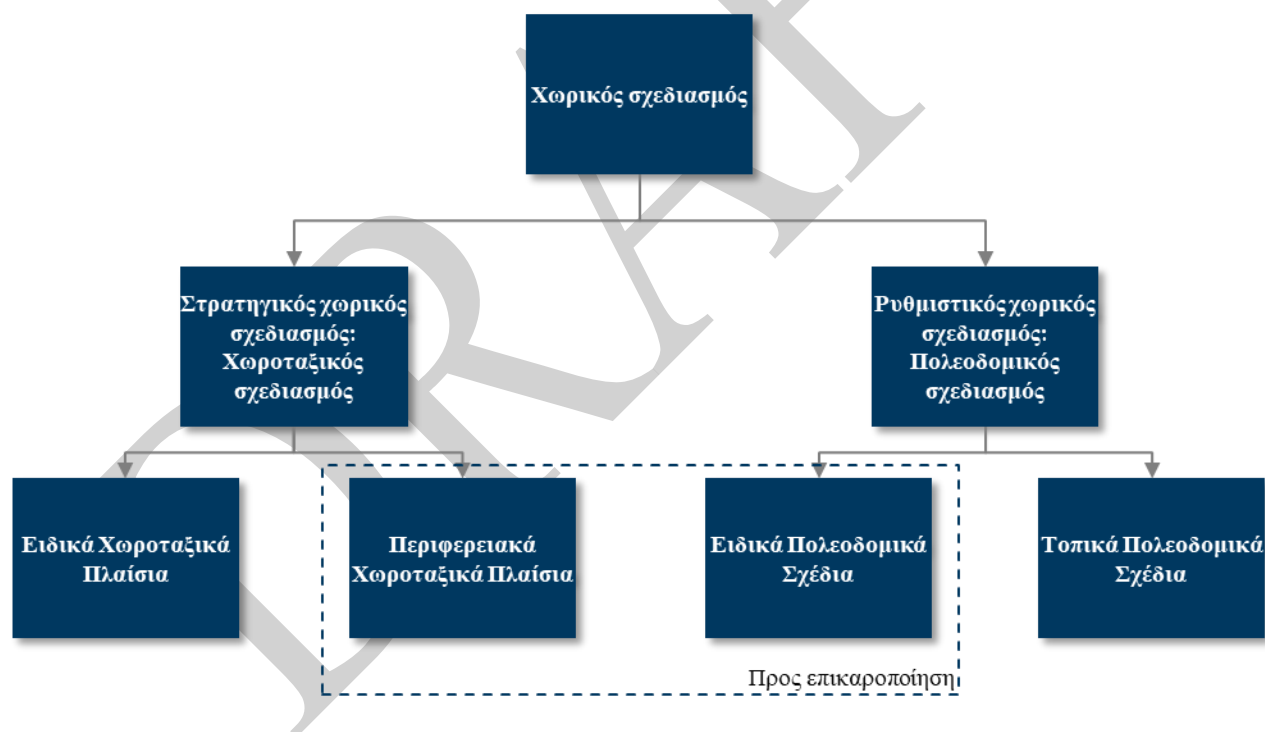 Χωρικός σχεδιασμός
Στρατηγικός χωρικός
σχεδιασμός:
Χωροταξικός
σχεδιασμός
Ρυθμιστικός χωρικός
σχεδιασμός:
Πολεοδομικός
σχεδιασμός
Ειδικά Χωροταξικά
Πλαίσια
Περιφερειακά
Χωροταξικά Πλαίσια
Ειδικά Πολεοδομικά
Σχέδια
Τοπικά Πολεοδομικά
Σχέδια
Προς επικαροποίηση
DRAF